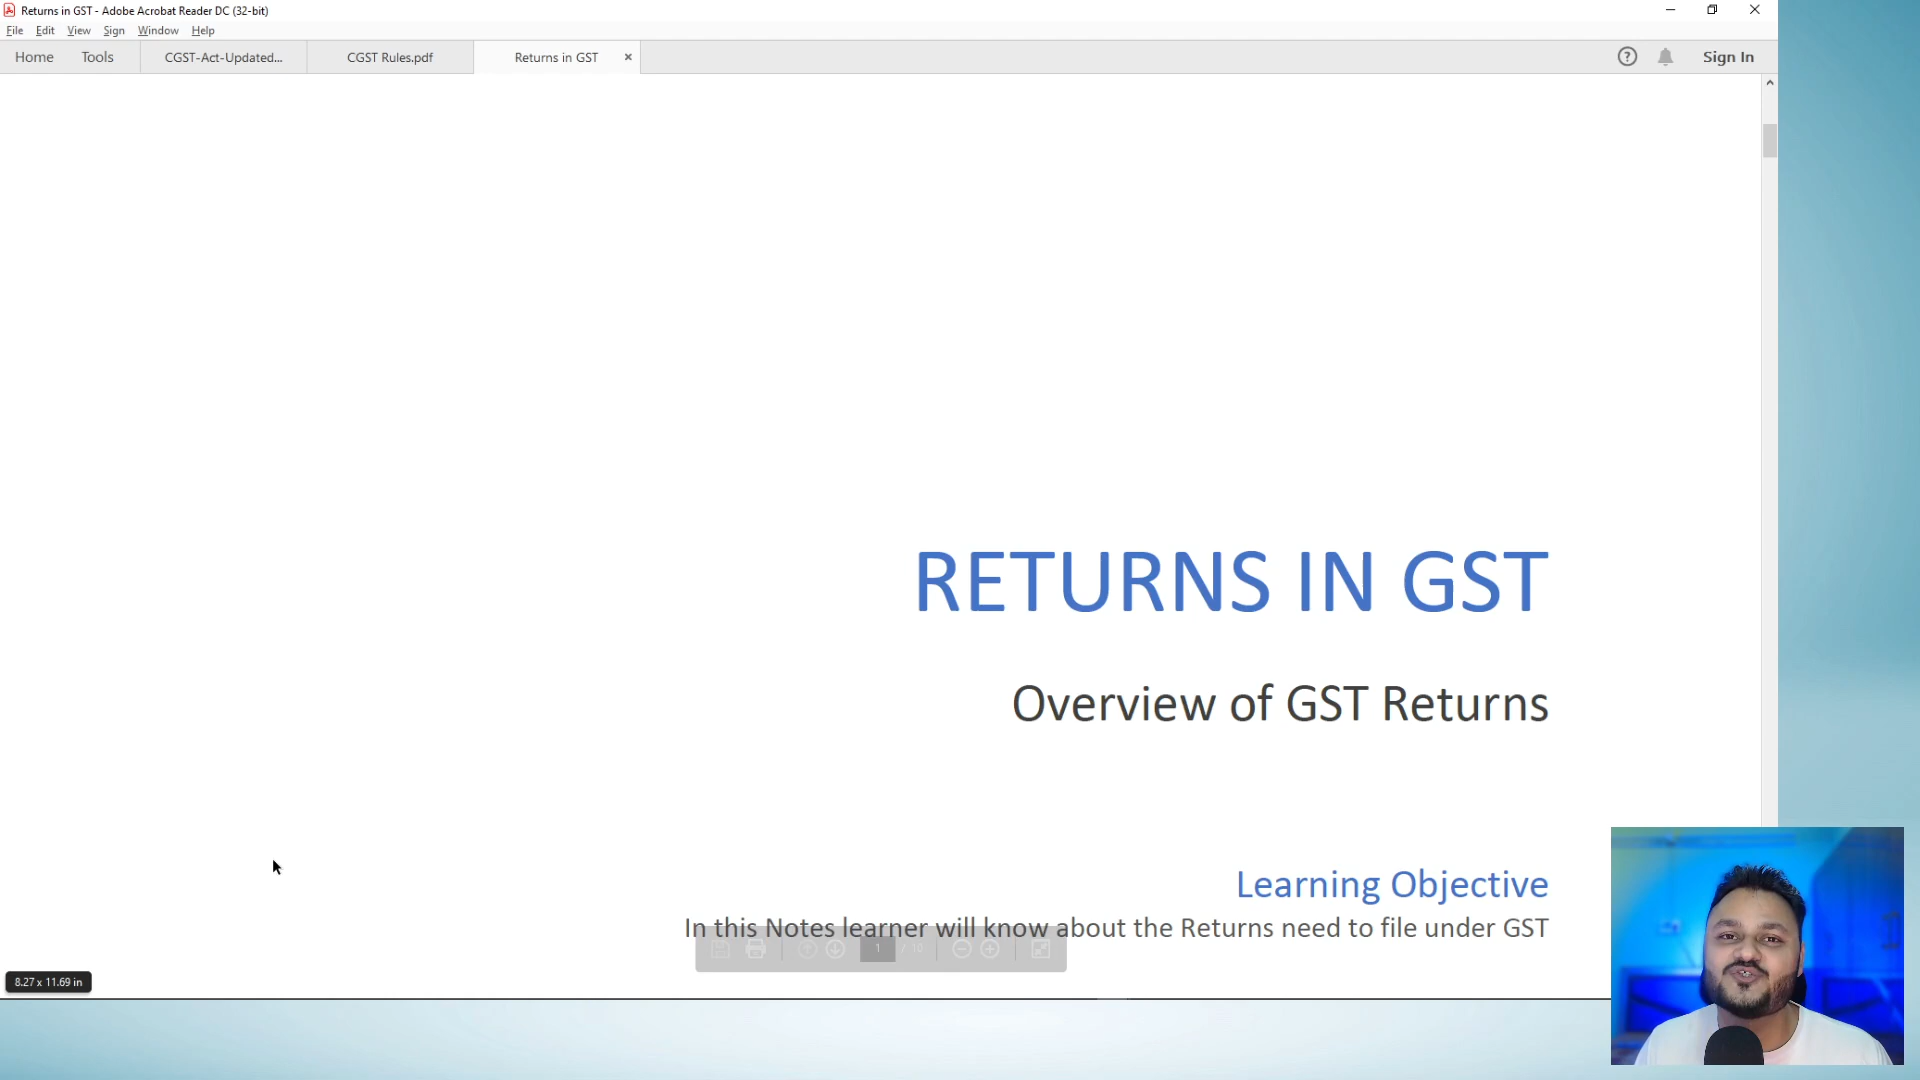 Returns in GST - Adobe Acrobat Reader DC (32-bit)
File Edit View Sign Window Help
Home Tools CGST-Act-Updated... CGST Rules.pdf Returns in GST × ? Sign In
RETURNS IN GST
Overview of GST Returns
Learning Objective
In this Notes learner will know about the Returns need to file under GST
1 / 10
8.27 x 11.69 in